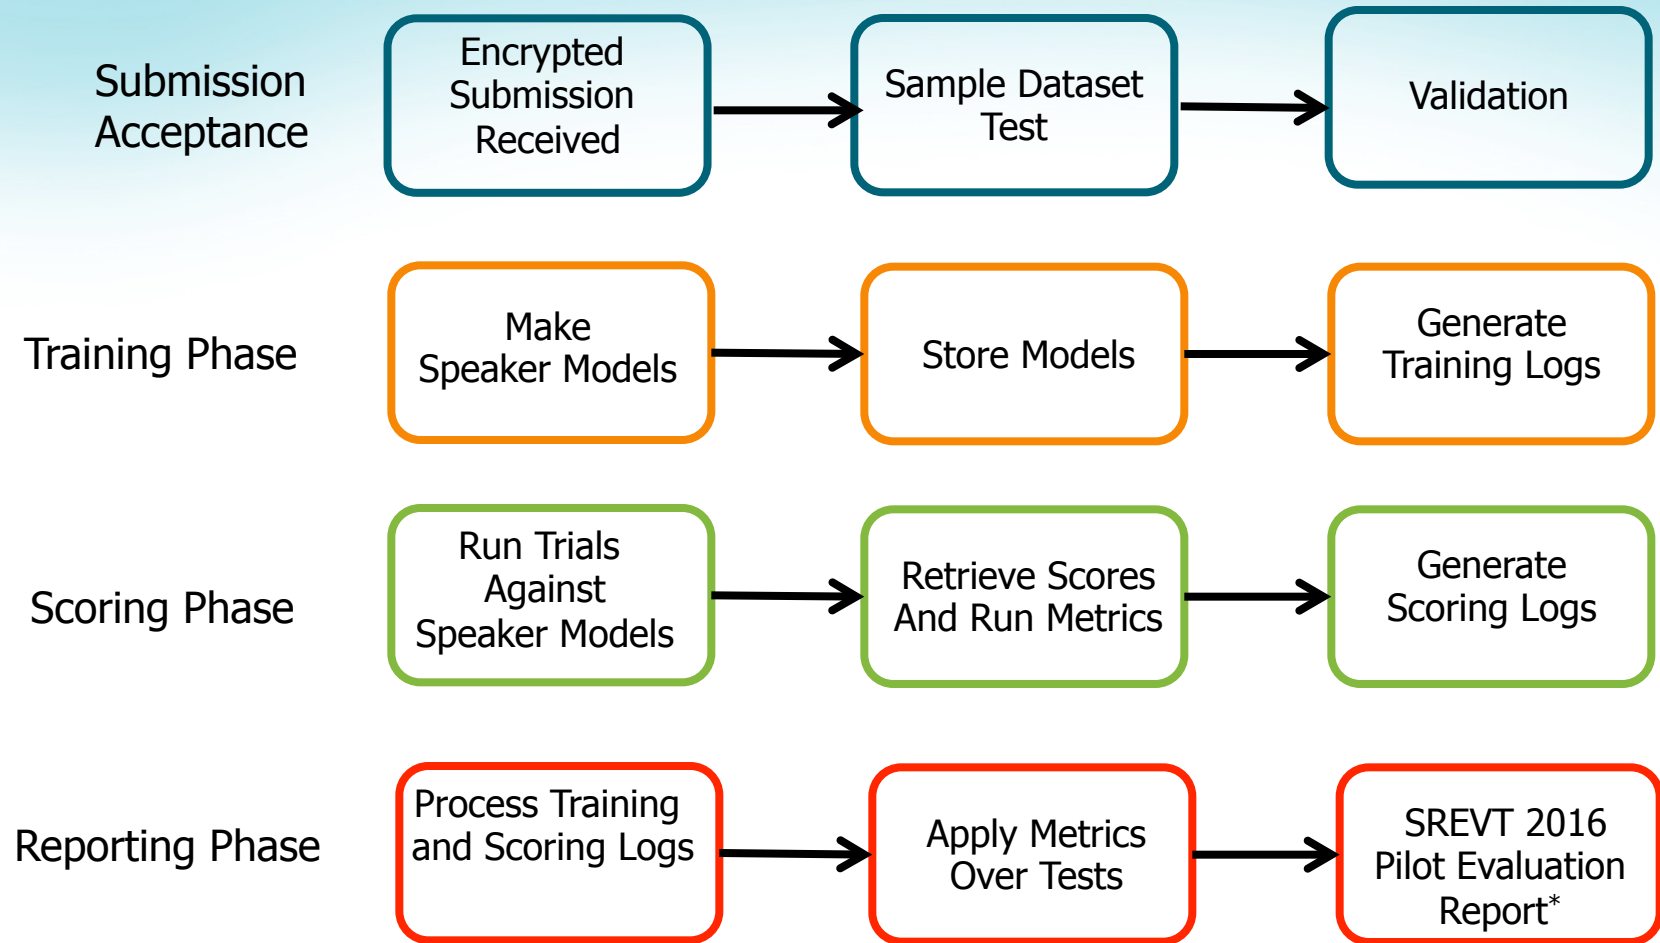 Submission
Acceptance
Encrypted
Submission
Received
Sample Dataset
Test
Validation
Training Phase
Make
Speaker Models
Store Models
Generate
Training Logs
Scoring Phase
Run Trials
Against
Speaker Models
Retrieve Scores
And Run Metrics
Generate
Scoring Logs
Reporting Phase
Process Training
and Scoring Logs
Apply Metrics
Over Tests
SREVT 2016
Pilot Evaluation
Report*